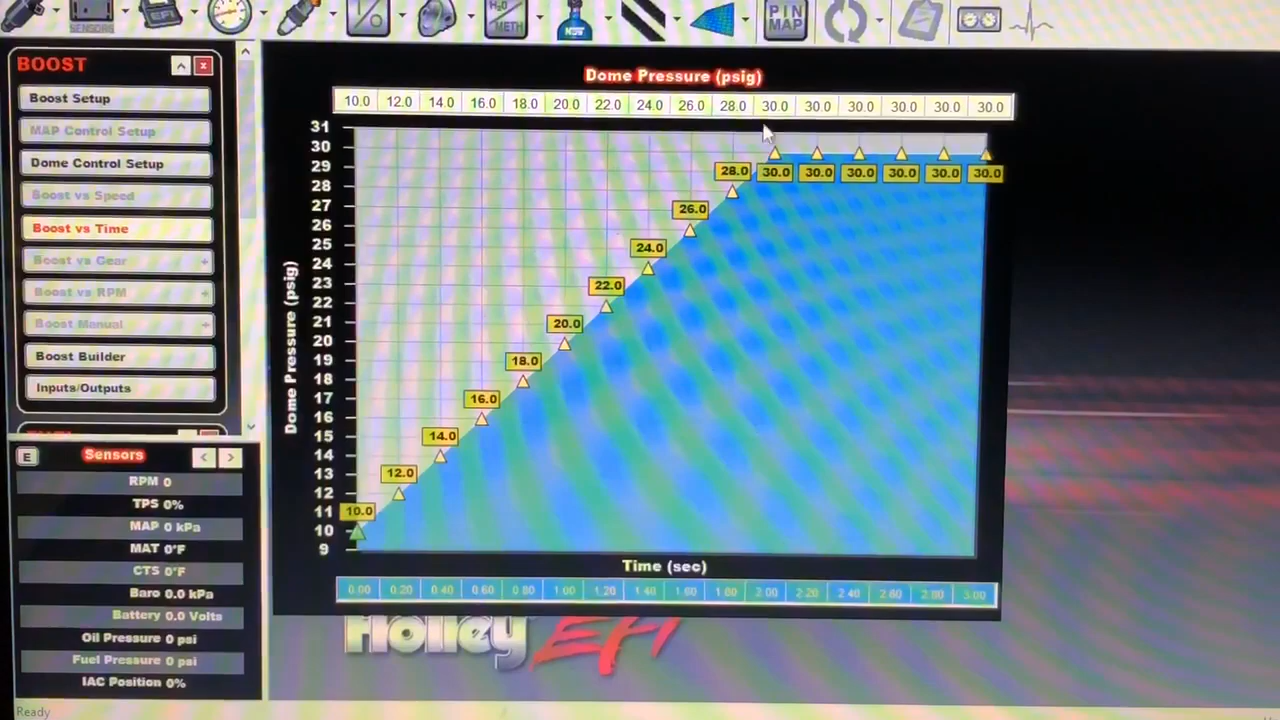 SENSORS
EFI
I/O
H₂O
METH
NOS
PIN
MAP
BOOST
Boost Setup
MAP Control Setup
Dome Control Setup
Boost vs Speed
Boost vs Time
Boost vs Gear +
Boost vs RPM +
Boost Manual +
Boost Builder
Inputs/Outputs
E Sensors < >
RPM 0
TPS 0%
MAP 0 kPa
MAT 0°F
CTS 0°F
Baro 0.0 kPa
Battery 0.0 Volts
Oil Pressure 0 psi
Fuel Pressure 0 psi
IAC Position 0%
Ready
Dome Pressure (psig)
10.0 12.0 14.0 16.0 18.0 20.0 22.0 24.0 26.0 28.0 30.0 30.0 30.0 30.0 30.0 30.0
31
30
29
28
27
26
25
24
23
22
21
20
19
18
17
16
15
14
13
12
11
10
9
Dome Pressure (psig)
10.0 12.0 14.0 16.0 18.0 20.0 22.0 24.0 26.0 28.0 30.0 30.0 30.0 30.0 30.0 30.0
Time (sec)
0.00 0.20 0.40 0.60 0.80 1.00 1.20 1.40 1.60 1.80 2.00 2.20 2.40 2.60 2.80 3.00
Holley EFI